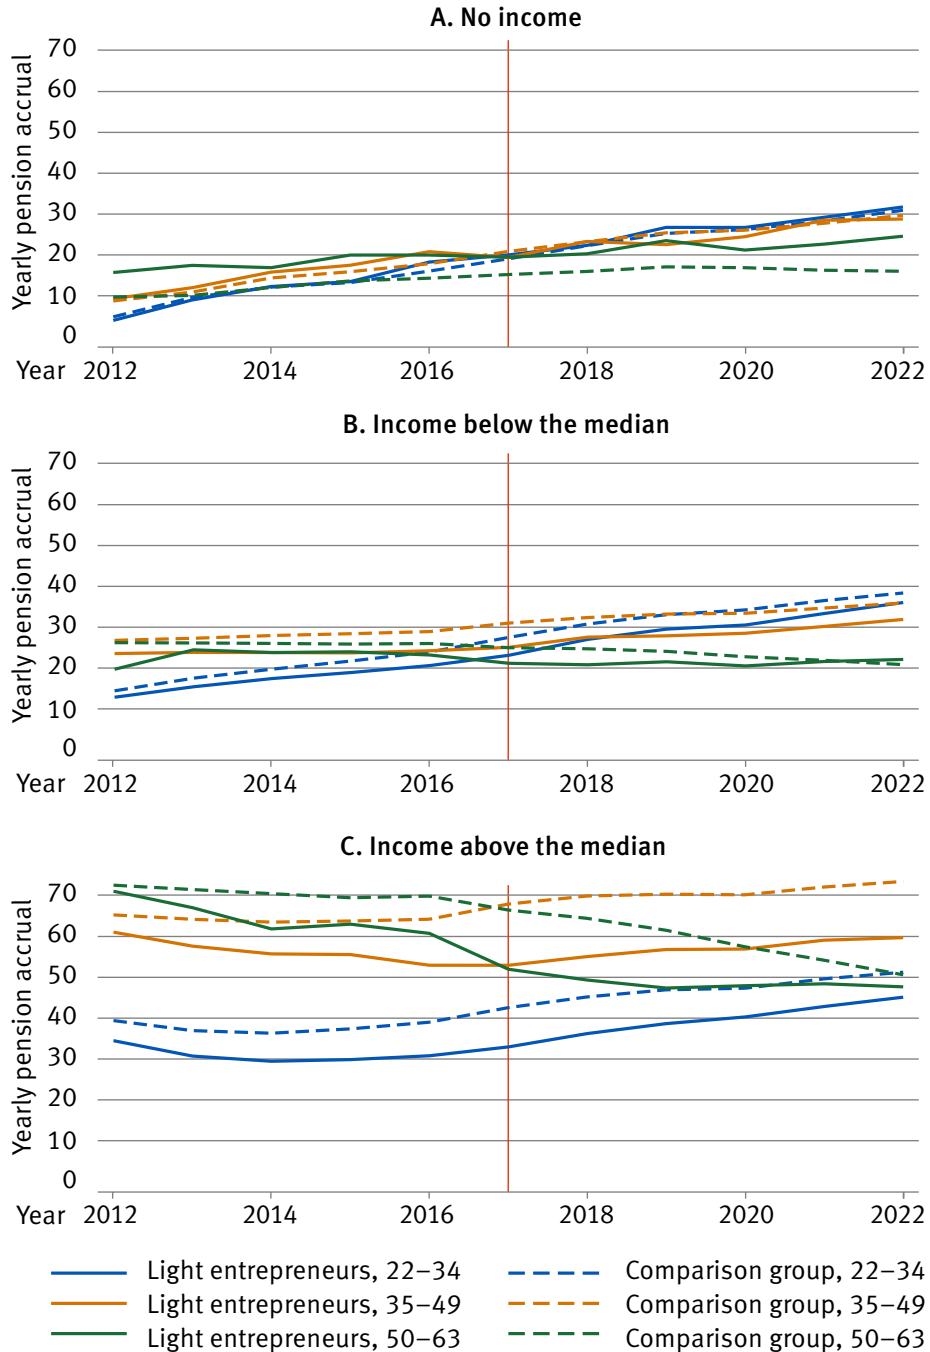 A. No income
Yearly pension accrual
70
60
50
40
30
20
10
0
Year 2012 2014 2016 2018 2020 2022
B. Income below the median
Yearly pension accrual
70
60
50
40
30
20
10
0
Year 2012 2014 2016 2018 2020 2022
C. Income above the median
Yearly pension accrual
70
60
50
40
30
20
10
0
Year 2012 2014 2016 2018 2020 2022
Light entrepreneurs, 22–34 Comparison group, 22–34
Light entrepreneurs, 35–49 Comparison group, 35–49
Light entrepreneurs, 50–63 Comparison group, 50–63